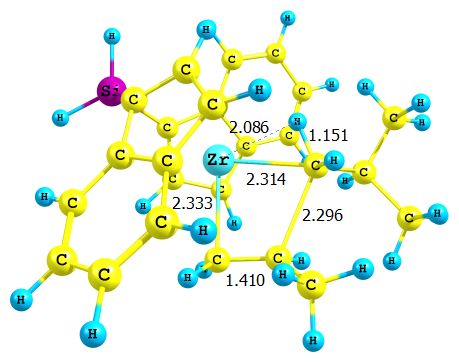 H
H H
C C
C
H H
Si H C
C C H
H C H
C 2.086 H C 1.151
C
C C Zr C H
C
C 2.314 C
C
H C 2.333 H
2.296 C H
C H H
C C C H H
C H H 1.410 H C H
H
H H